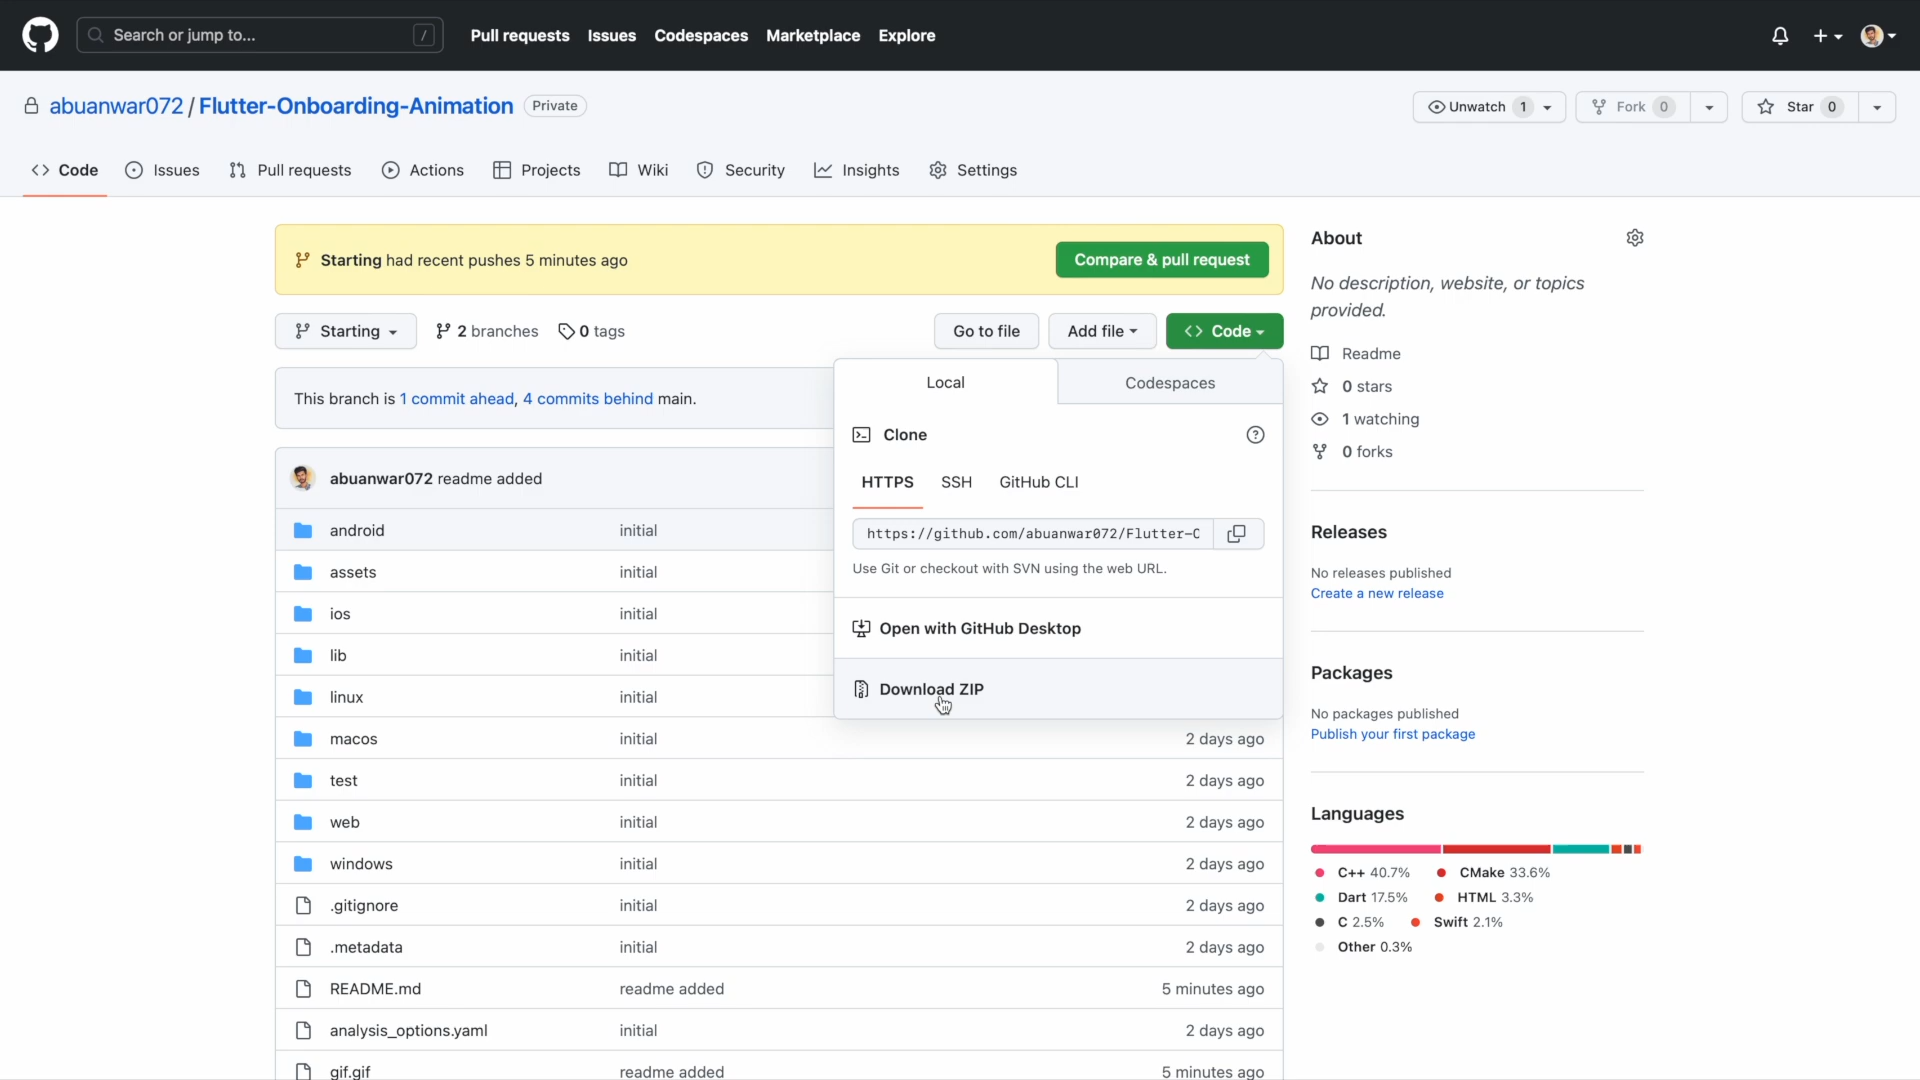 Search or jump to... /
Pull requests Issues Codespaces Marketplace Explore
abuanwar072 / Flutter-Onboarding-Animation Private
Unwatch 1 Fork 0 Star 0
Code Issues Pull requests Actions Projects Wiki Security Insights Settings
Starting had recent pushes 5 minutes ago
Compare & pull request
Starting 2 branches 0 tags
Go to file Add file Code
This branch is 1 commit ahead, 4 commits behind main.
Local Codespaces
Clone
HTTPS SSH GitHub CLI
https://github.com/abuanwar072/Flutter-O
Use Git or checkout with SVN using the web URL.
Open with GitHub Desktop
Download ZIP
abuanwar072 readme added
android initial
assets initial
ios initial
lib initial
linux initial
macos initial 2 days ago
test initial 2 days ago
web initial 2 days ago
windows initial 2 days ago
.gitignore initial 2 days ago
.metadata initial 2 days ago
README.md readme added 5 minutes ago
analysis_options.yaml initial 2 days ago
gif.gif readme added 5 minutes ago
About
No description, website, or topics
provided.
Readme
0 stars
1 watching
0 forks
Releases
No releases published
Create a new release
Packages
No packages published
Publish your first package
Languages
C++ 40.7% CMake 33.6%
Dart 17.5% HTML 3.3%
C 2.5% Swift 2.1%
Other 0.3%